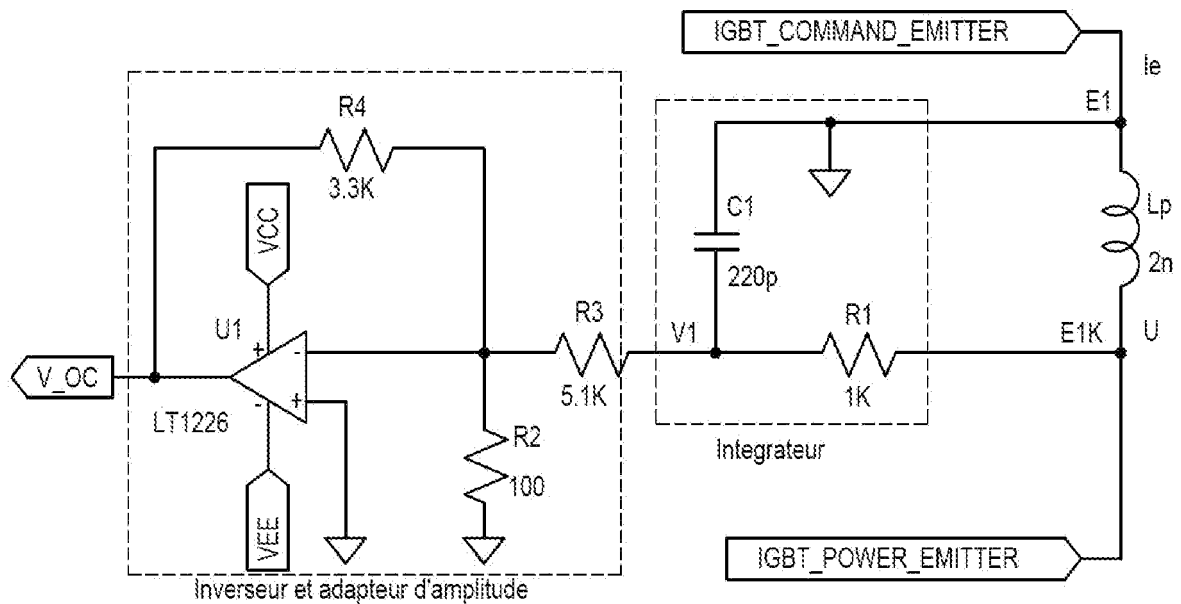 IGBT_COMMAND_EMITTER
Ie
E1
R4
3.3K
C1
220p
Lp
2n
VCC
U1
+
-
-
+
R3
5.1K
V1
R1
1K
E1K
U
V_OC
LT1226
R2
100
Integrateur
VEE
IGBT_POWER_EMITTER
Inverseur et adapteur d'amplitude